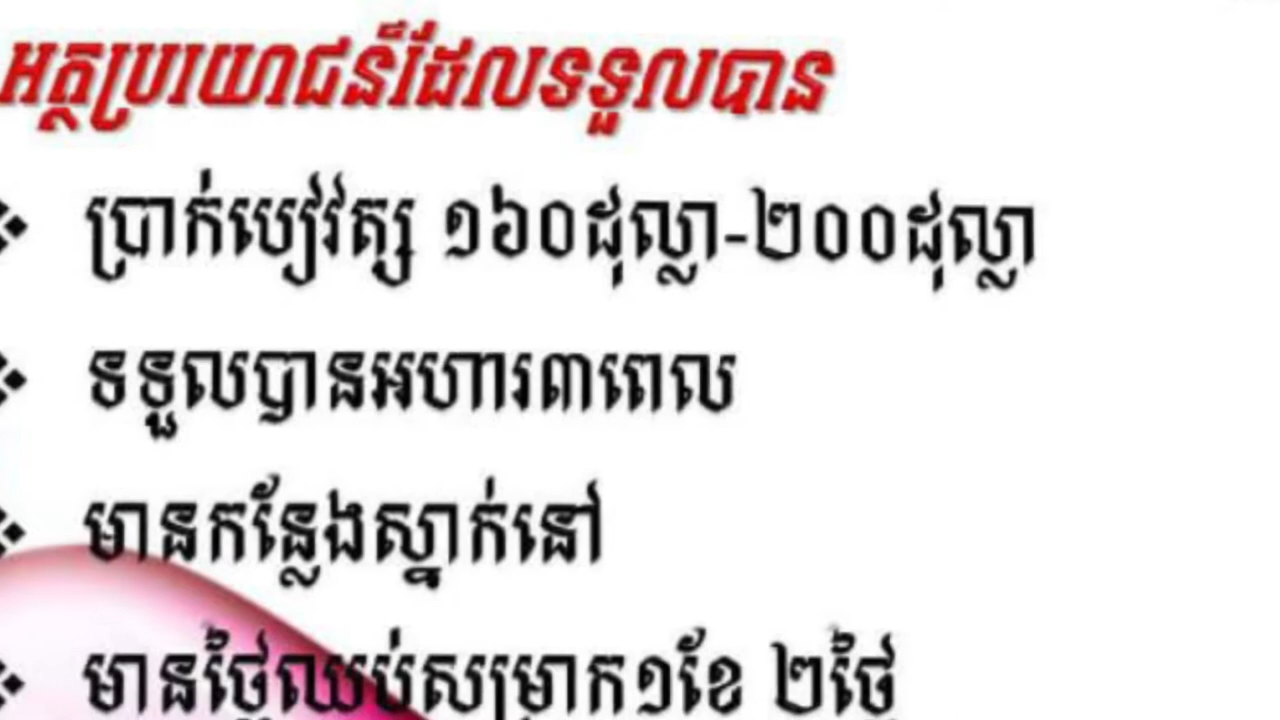 អត្ថប្រយោជន៍ដែលទទួលបាន
ប្រាក់បៀវត្ស ១៦០ដុល្លា-២០០ដុល្លា
ទទួលបានអហារ៣ពេល
មានកន្លែងស្នាក់នៅ
មានថ្ងៃឈប់សម្រាក១ខែ ២ថ្ងៃ